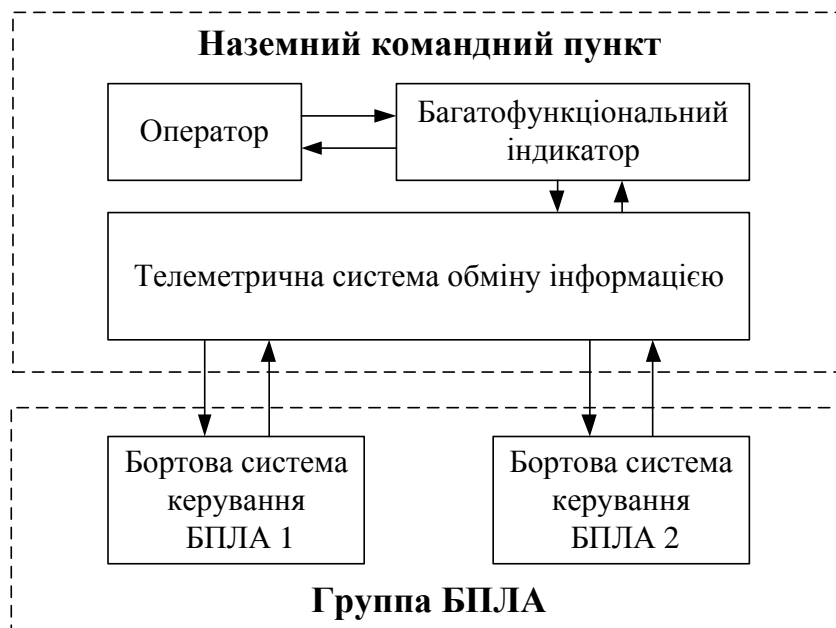 Наземний командний пункт
Оператор
Багатофункціональний
індикатор
Телеметрична система обміну інформацією
Бортова система
керування
БПЛА 1
Бортова система
керування
БПЛА 2
Группа БПЛА